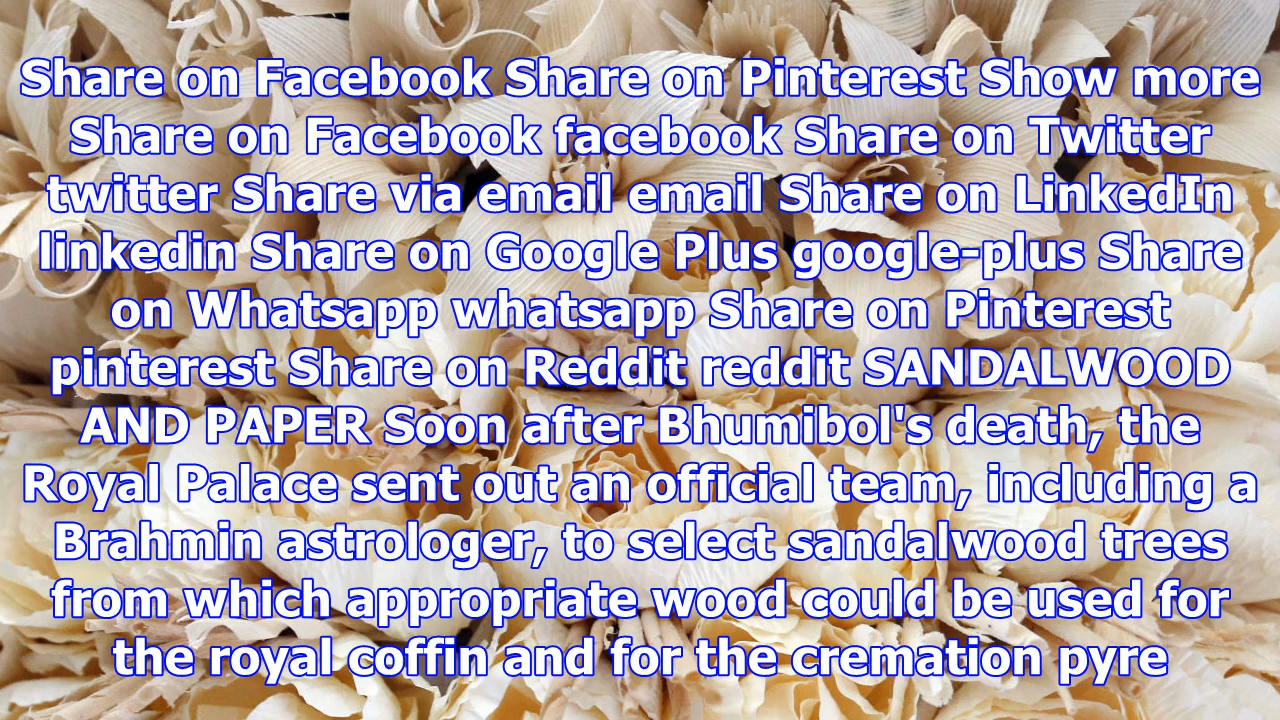 Share on Facebook Share on Pinterest Show more
Share on Facebook facebook Share on Twitter
twitter Share via email email Share on LinkedIn
linkedin Share on Google Plus google-plus Share
on Whatsapp whatsapp Share on Pinterest
pinterest Share on Reddit reddit SANDALWOOD
AND PAPER Soon after Bhumibol's death, the
Royal Palace sent out an official team, including a
Brahmin astrologer, to select sandalwood trees
from which appropriate wood could be used for
the royal coffin and for the cremation pyre